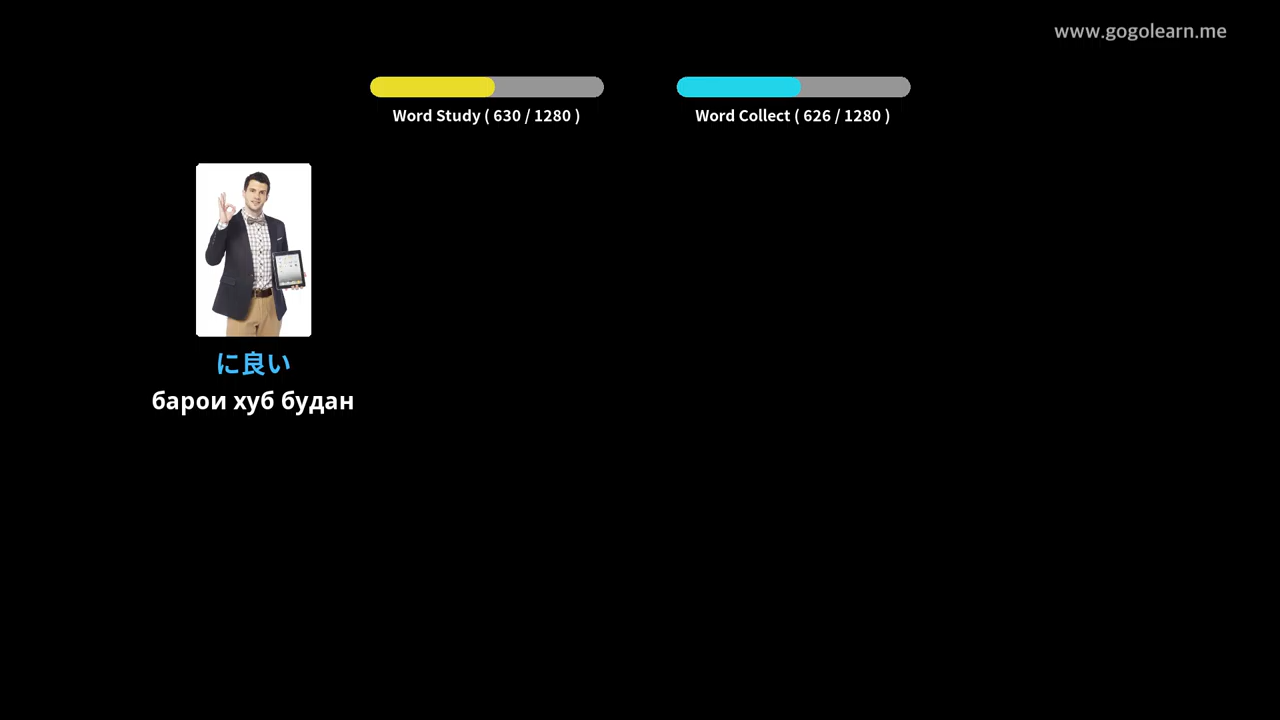 www.gogolearn.me
Word Study ( 630 / 1280 )
Word Collect ( 626 / 1280 )
に良い
барои хуб будан